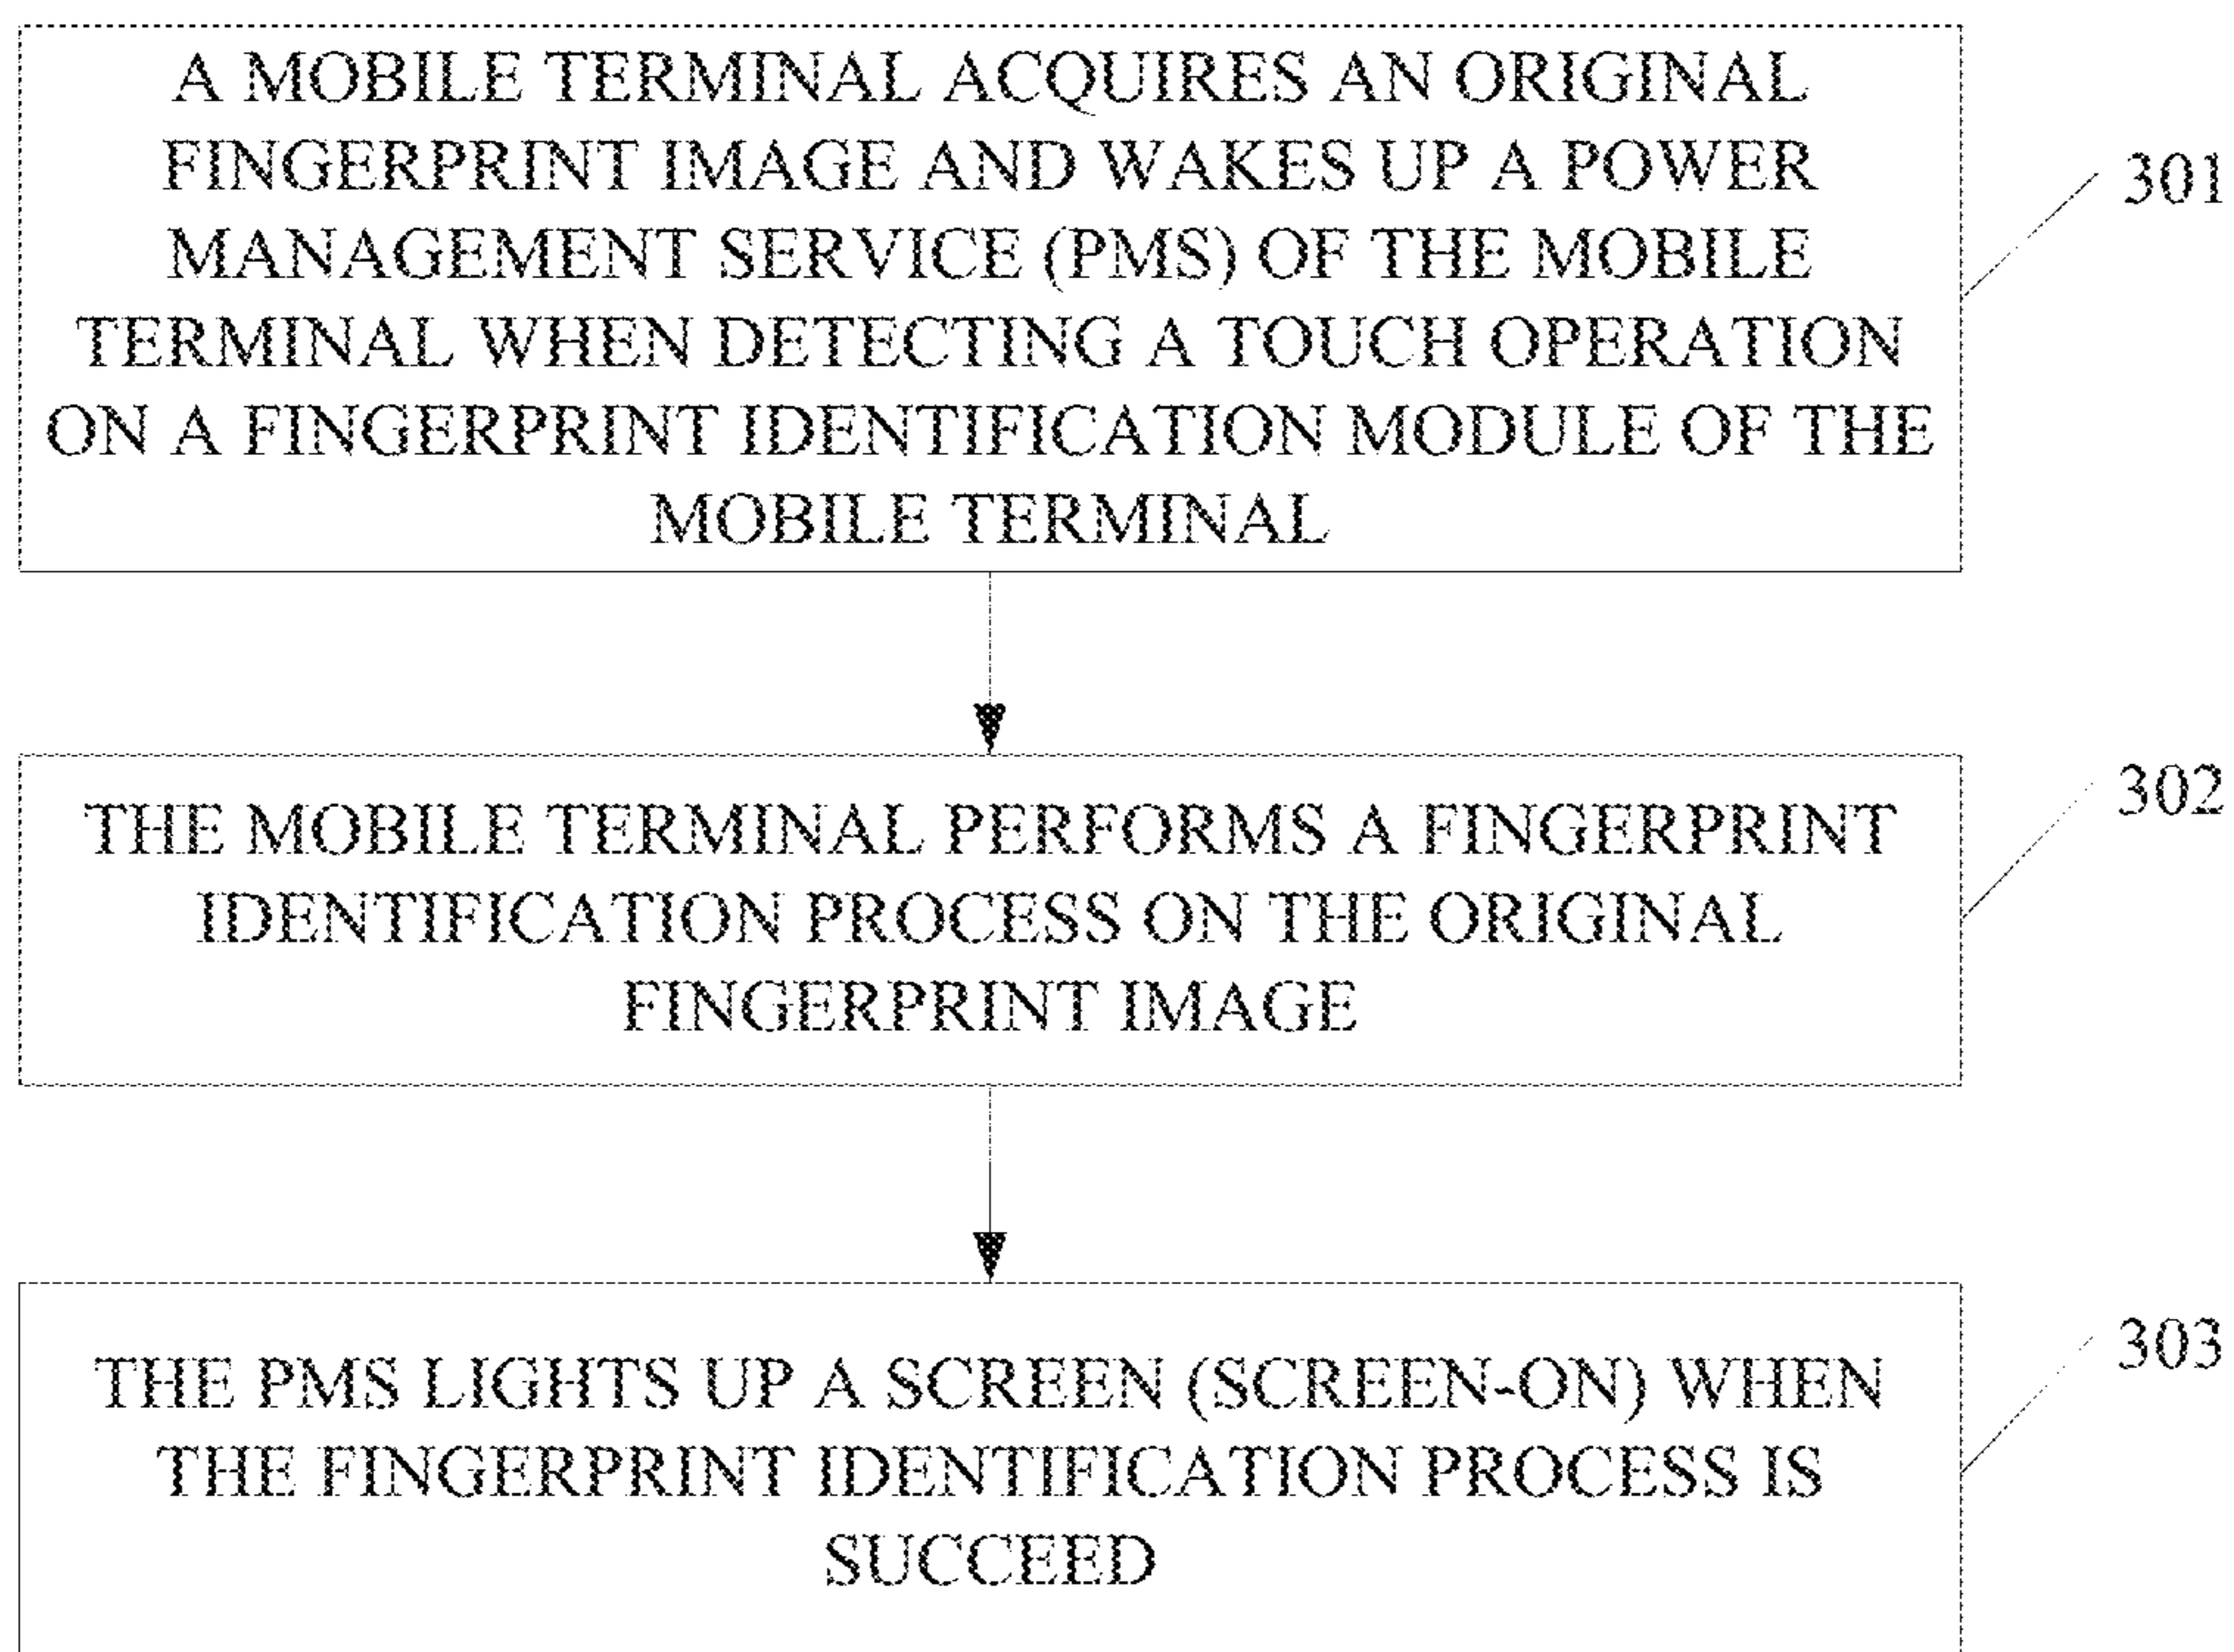 A MOBILE TERMINAL ACQUIRES AN ORIGINAL
FINGERPRINT IMAGE AND WAKES UP A POWER
MANAGEMENT SERVICE (PMS) OF THE MOBILE
TERMINAL WHEN DETECTING A TOUCH OPERATION
ON A FINGERPRINT IDENTIFICATION MODULE OF THE
MOBILE TERMINAL
301
THE MOBILE TERMINAL PERFORMS A FINGERPRINT
IDENTIFICATION PROCESS ON THE ORIGINAL
FINGERPRINT IMAGE
302
THE PMS LIGHTS UP A SCREEN (SCREEN-ON) WHEN
THE FINGERPRINT IDENTIFICATION PROCESS IS
SUCCEED
303